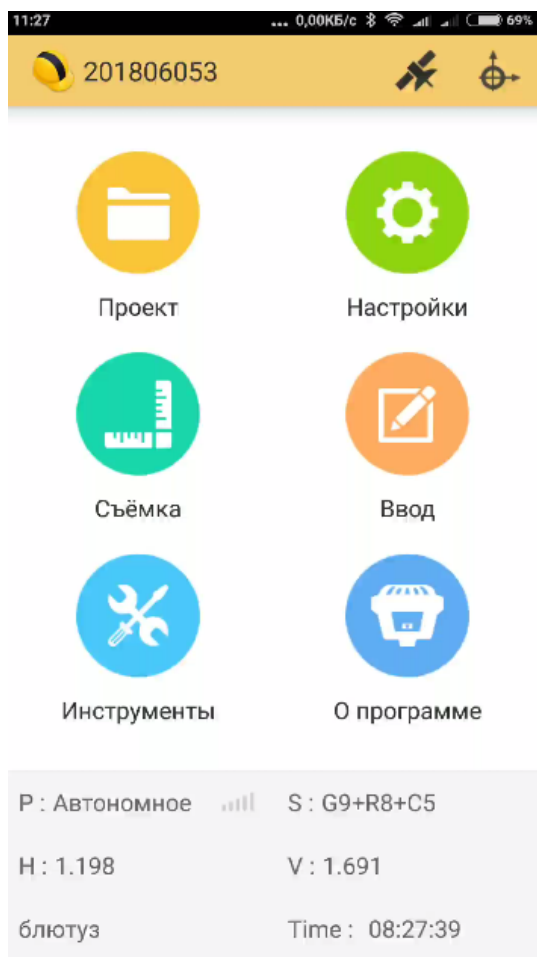 11:27 ... 0,00КБ/с 69%
201806053
Проект Настройки
Съёмка Ввод
Инструменты О программе
P : Автономное S : G9+R8+C5
H : 1.198 V : 1.691
блютуз Time : 08:27:39